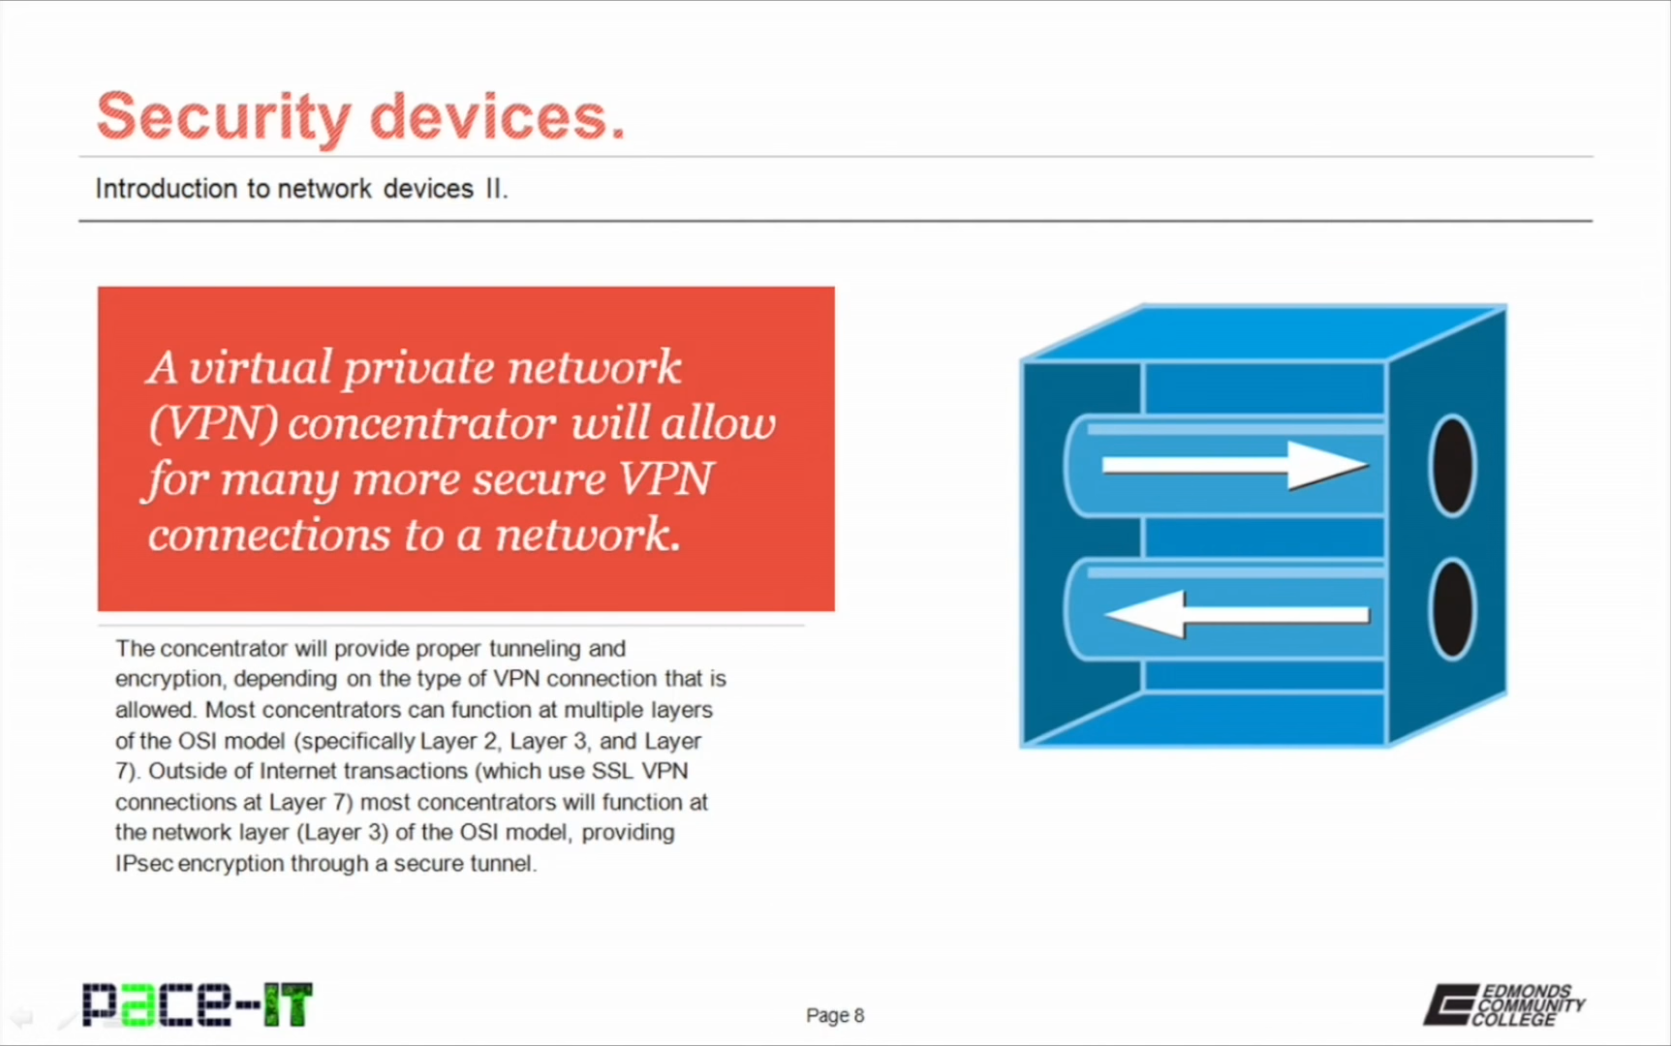 Security devices.
Introduction to network devices II.
A virtual private network
(VPN) concentrator will allow
for many more secure VPN
connections to a network.
The concentrator will provide proper tunneling and
encryption, depending on the type of VPN connection that is
allowed. Most concentrators can function at multiple layers
of the OSI model (specifically Layer 2, Layer 3, and Layer
7). Outside of Internet transactions (which use SSL VPN
connections at Layer 7) most concentrators will function at
the network layer (Layer 3) of the OSI model, providing
IPsec encryption through a secure tunnel.
pace-IT
Page 8
EDMONDS
COMMUNITY
COLLEGE